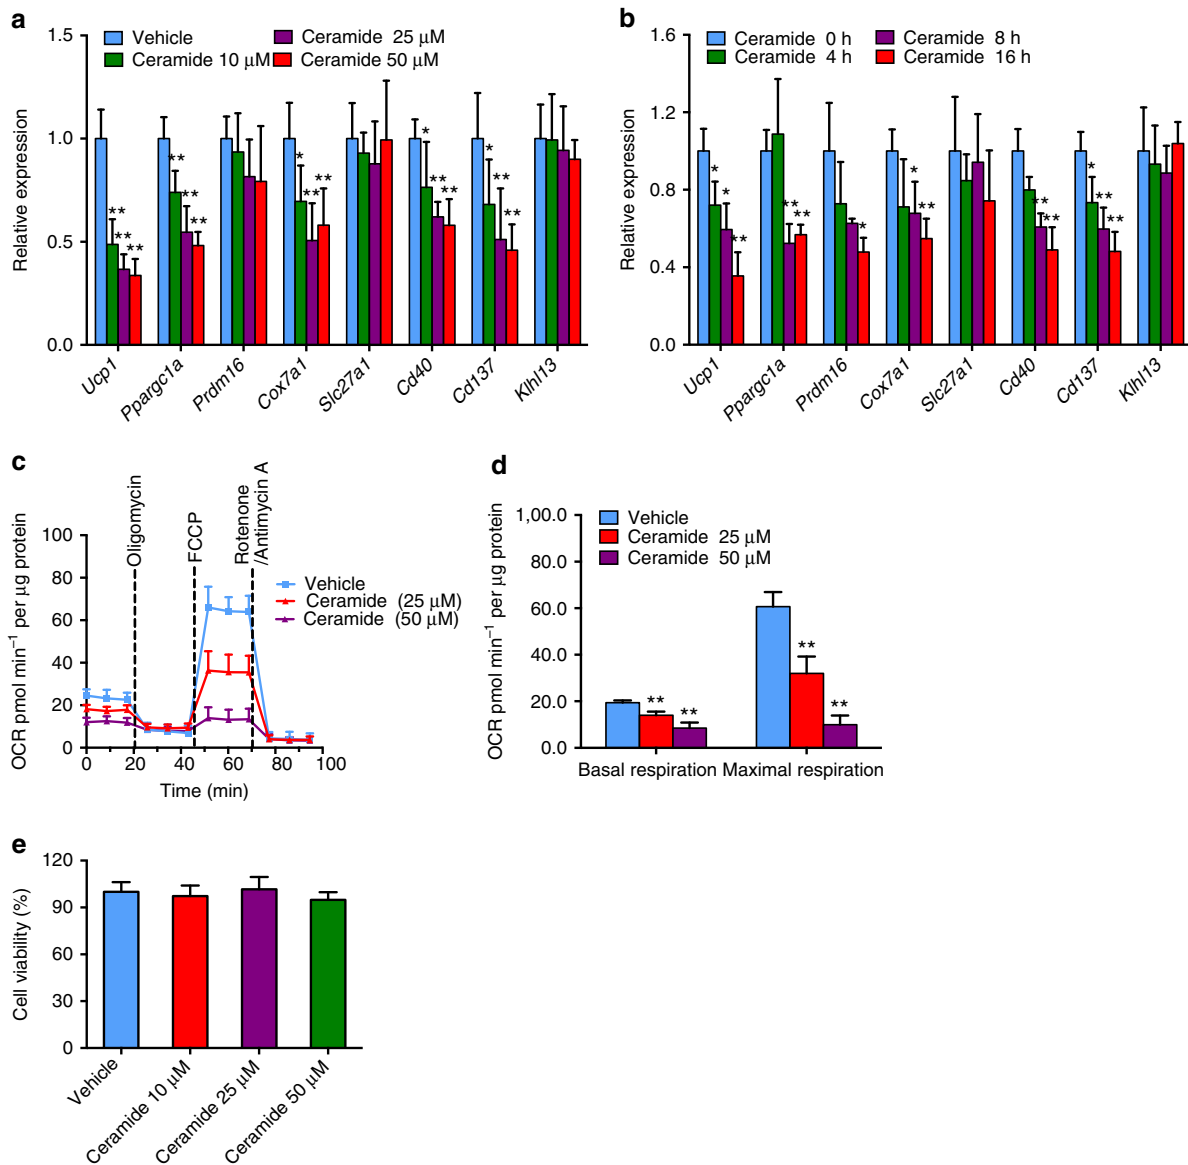 a
Vehicle
Ceramide 10 μM
Ceramide 25 μM
Ceramide 50 μM
Relative expression
1.5
1.0
0.5
0.0
** ** **
** ** **
* ** **
* ** **
* ** **
Ucp1 Ppargc1a Prdm16 Cox7a1 Slc27a1 Cd40 Cd137 Klhl13
b
Ceramide 0 h
Ceramide 4 h
Ceramide 8 h
Ceramide 16 h
Relative expression
1.6
1.2
0.8
0.4
0.0
* * **
** **
*
* **
** **
* ** **
Ucp1 Ppargc1a Prdm16 Cox7a1 Slc27a1 Cd40 Cd137 Klhl13
c
OCR pmol min⁻¹ per μg protein
100
80
60
40
20
0
Oligomycin
FCCP
Rotenone
/Antimycin A
Vehicle
Ceramide (25 μM)
Ceramide (50 μM)
0 20 40 60 80 100
Time (min)
d
OCR pmol min⁻¹ per μg protein
1,00.0
80.0
60.0
40.0
20.0
0.0
Vehicle
Ceramide 25 μM
Ceramide 50 μM
** **
** **
Basal respiration Maximal respiration
e
Cell viability (%)
120
90
60
30
0
Vehicle
Ceramide 10 μM
Ceramide 25 μM
Ceramide 50 μM